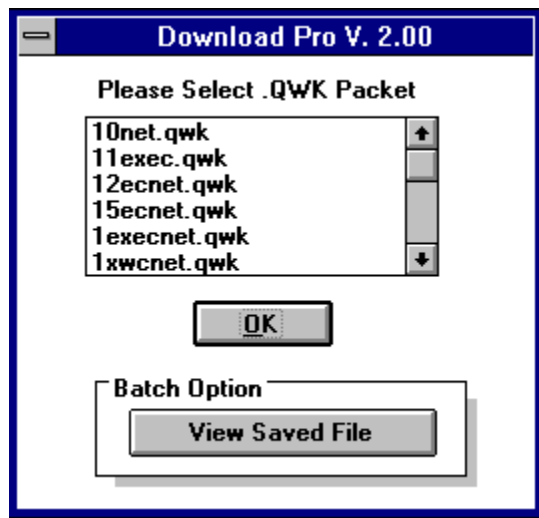 Download Pro V. 2.00
Please Select .QWK Packet
10net.qwk
11exec.qwk
12ecnet.qwk
15ecnet.qwk
1execnet.qwk
1xwcnet.qwk
OK
Batch Option
View Saved File